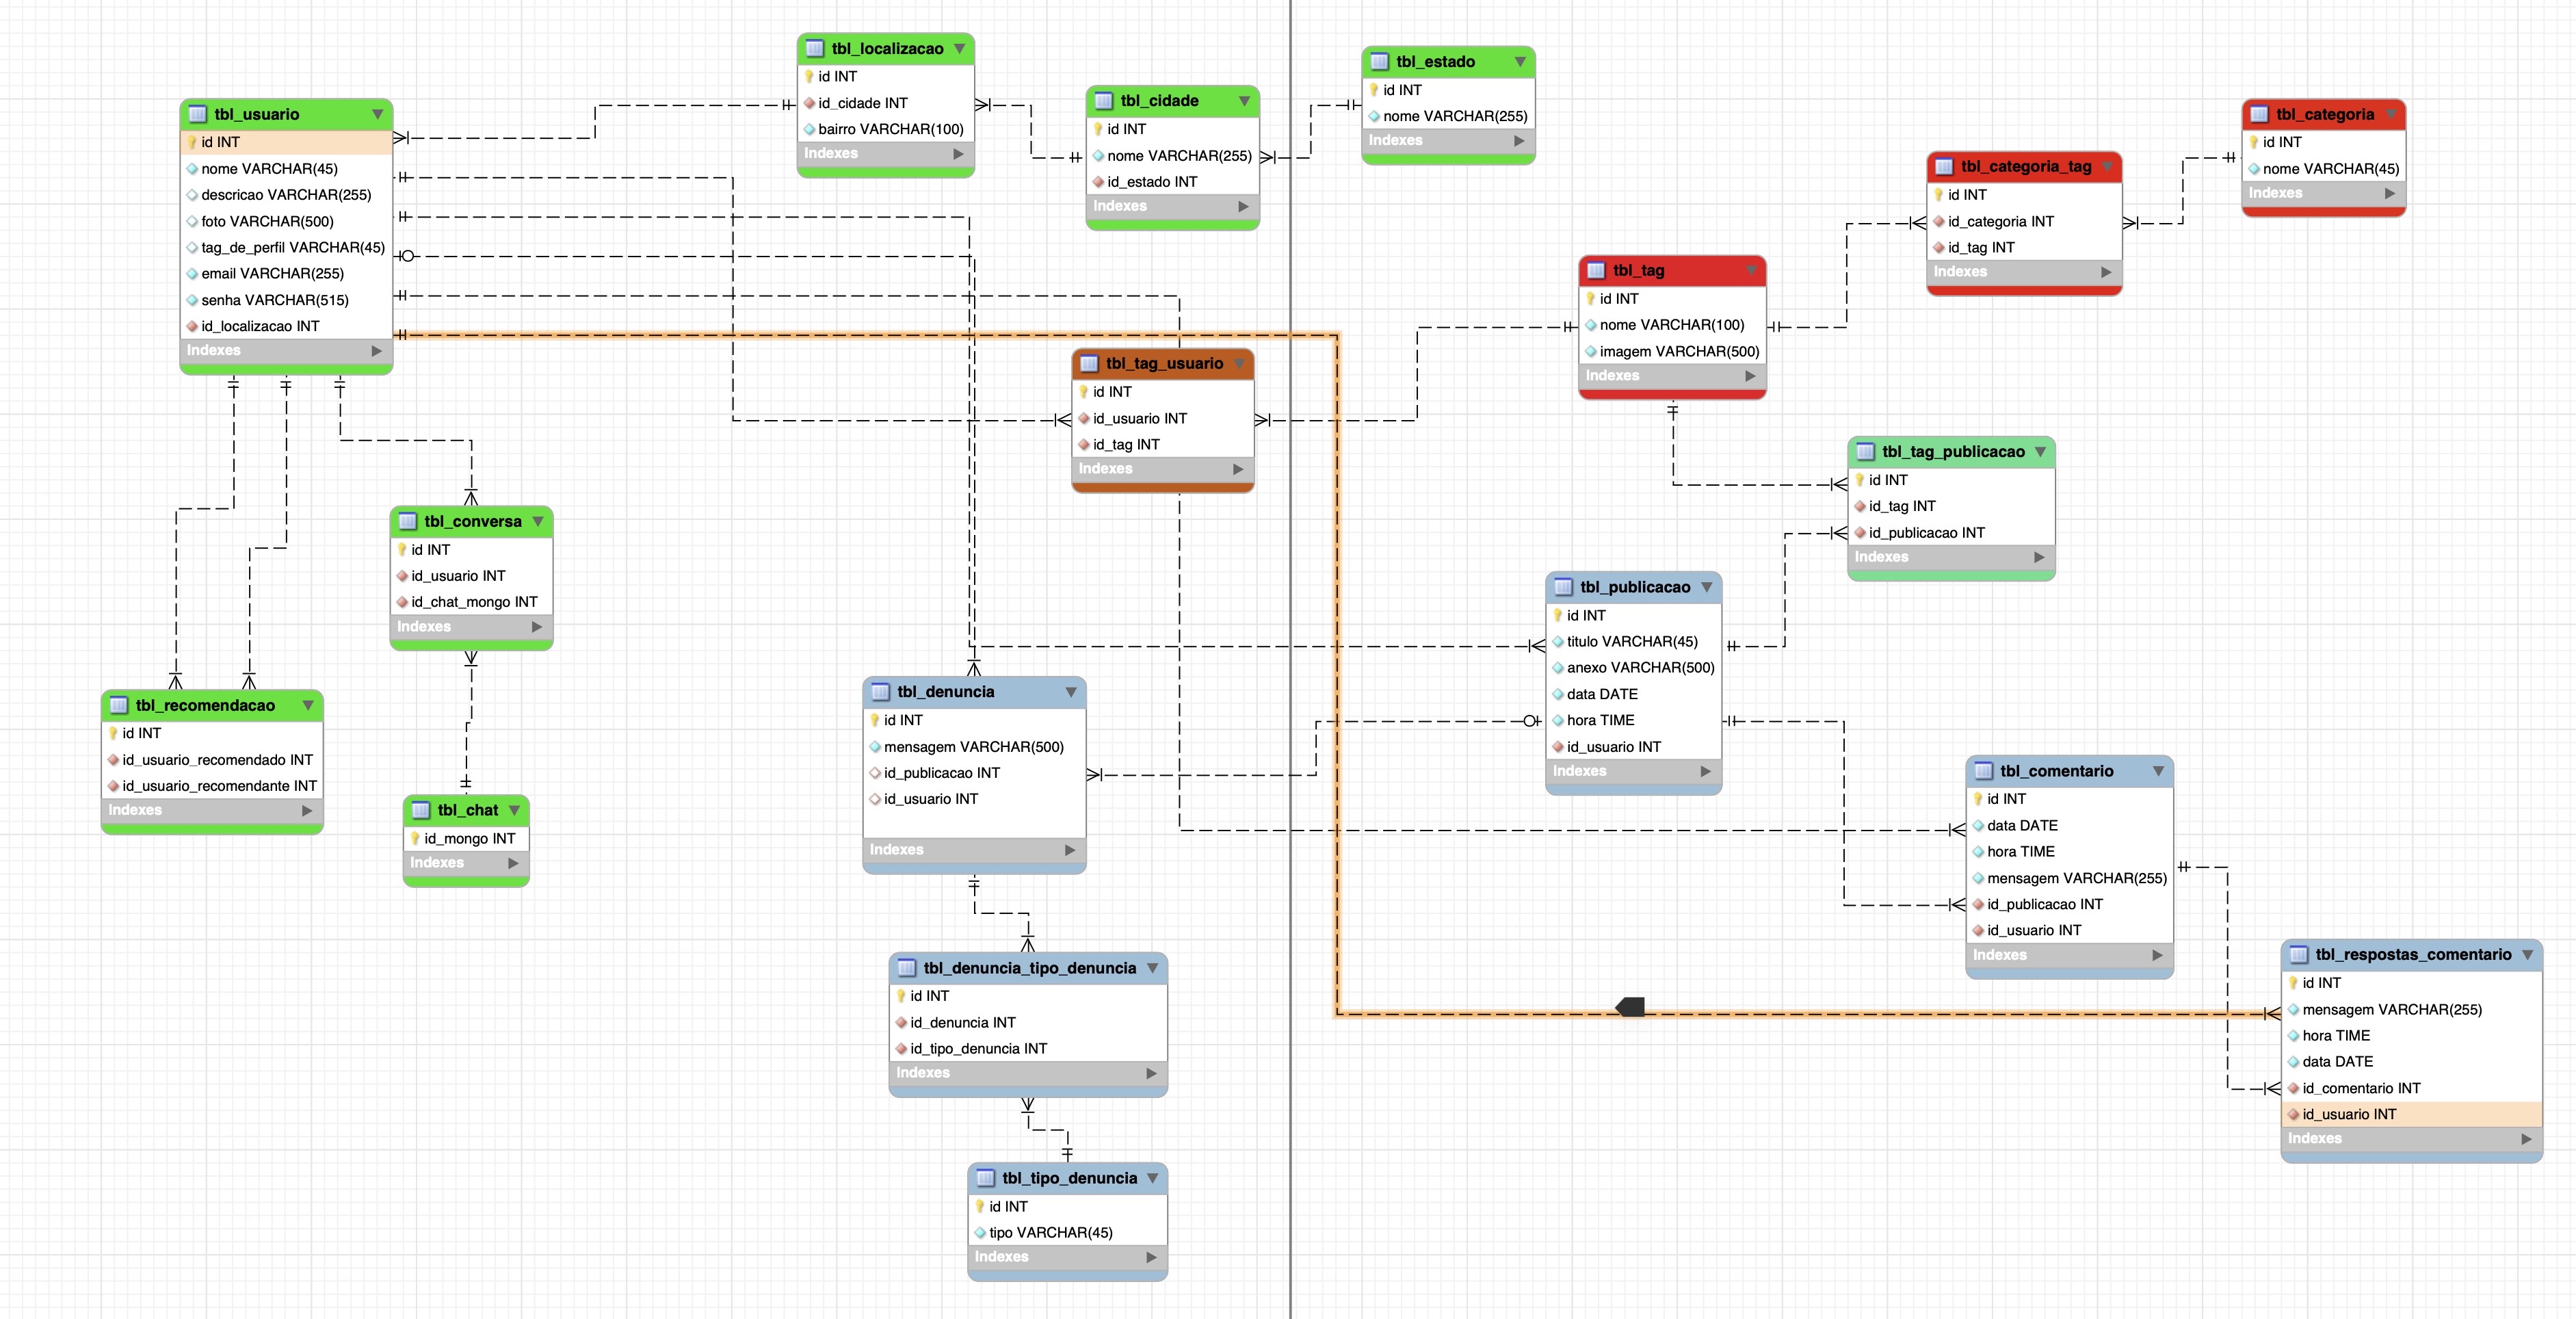 tbl_usuario
id INT
nome VARCHAR(45)
descricao VARCHAR(255)
foto VARCHAR(500)
tag_de_perfil VARCHAR(45)
email VARCHAR(255)
senha VARCHAR(515)
id_localizacao INT
Indexes
tbl_localizacao
id INT
id_cidade INT
bairro VARCHAR(100)
Indexes
tbl_cidade
id INT
nome VARCHAR(255)
id_estado INT
Indexes
tbl_estado
id INT
nome VARCHAR(255)
Indexes
tbl_categoria
id INT
nome VARCHAR(45)
Indexes
tbl_categoria_tag
id INT
id_categoria INT
id_tag INT
Indexes
tbl_tag
id INT
nome VARCHAR(100)
imagem VARCHAR(500)
Indexes
tbl_tag_usuario
id INT
id_usuario INT
id_tag INT
Indexes
tbl_tag_publicacao
id INT
id_tag INT
id_publicacao INT
Indexes
tbl_conversa
id INT
id_usuario INT
id_chat_mongo INT
Indexes
tbl_publicacao
id INT
titulo VARCHAR(45)
anexo VARCHAR(500)
data DATE
hora TIME
id_usuario INT
Indexes
tbl_recomendacao
id INT
id_usuario_recomendado INT
id_usuario_recomendante INT
Indexes
tbl_chat
id_mongo INT
Indexes
tbl_denuncia
id INT
mensagem VARCHAR(500)
id_publicacao INT
id_usuario INT
Indexes
tbl_comentario
id INT
data DATE
hora TIME
mensagem VARCHAR(255)
id_publicacao INT
id_usuario INT
Indexes
tbl_denuncia_tipo_denuncia
id INT
id_denuncia INT
id_tipo_denuncia INT
Indexes
tbl_respostas_comentario
id INT
mensagem VARCHAR(255)
hora TIME
data DATE
id_comentario INT
id_usuario INT
Indexes
tbl_tipo_denuncia
id INT
tipo VARCHAR(45)
Indexes